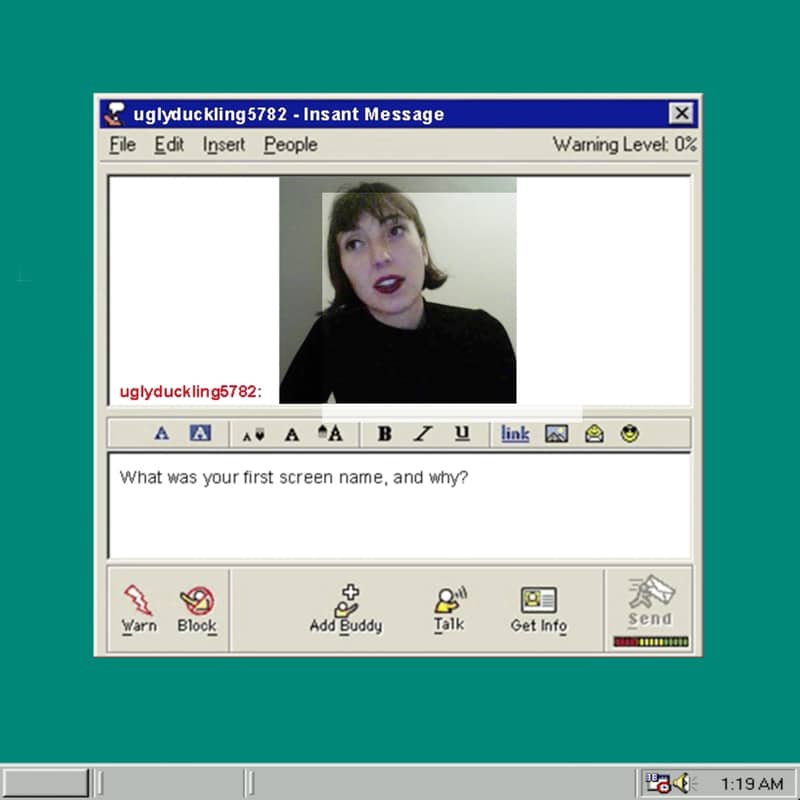 uglyduckling5782 - Insant Message
File Edit Insert People Warning Level: 0%
uglyduckling5782:
A A A A A B I U link
What was your first screen name, and why?
Warn Block Add Buddy Talk Get Info Send
1:19 AM